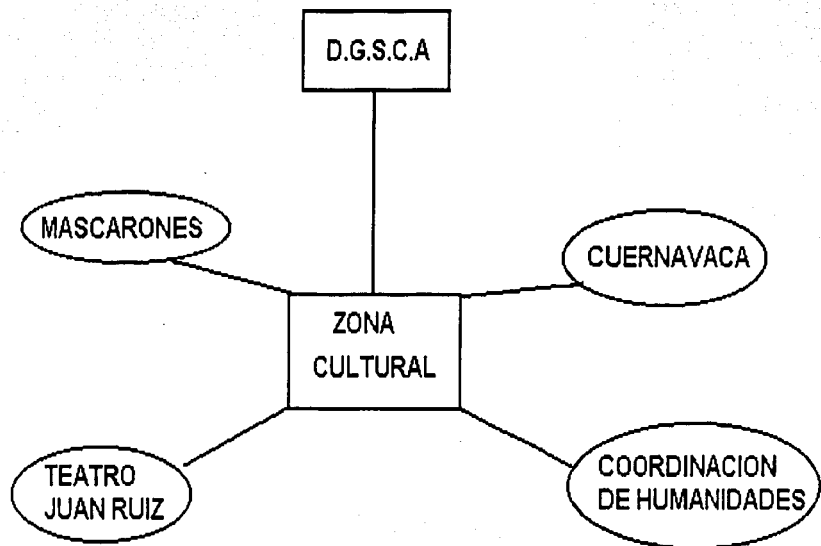 D.G.S.C.A
MASCARONES
CUERNAVACA
ZONA
CULTURAL
TEATRO
JUAN RUIZ
COORDINACION
DE HUMANIDADES